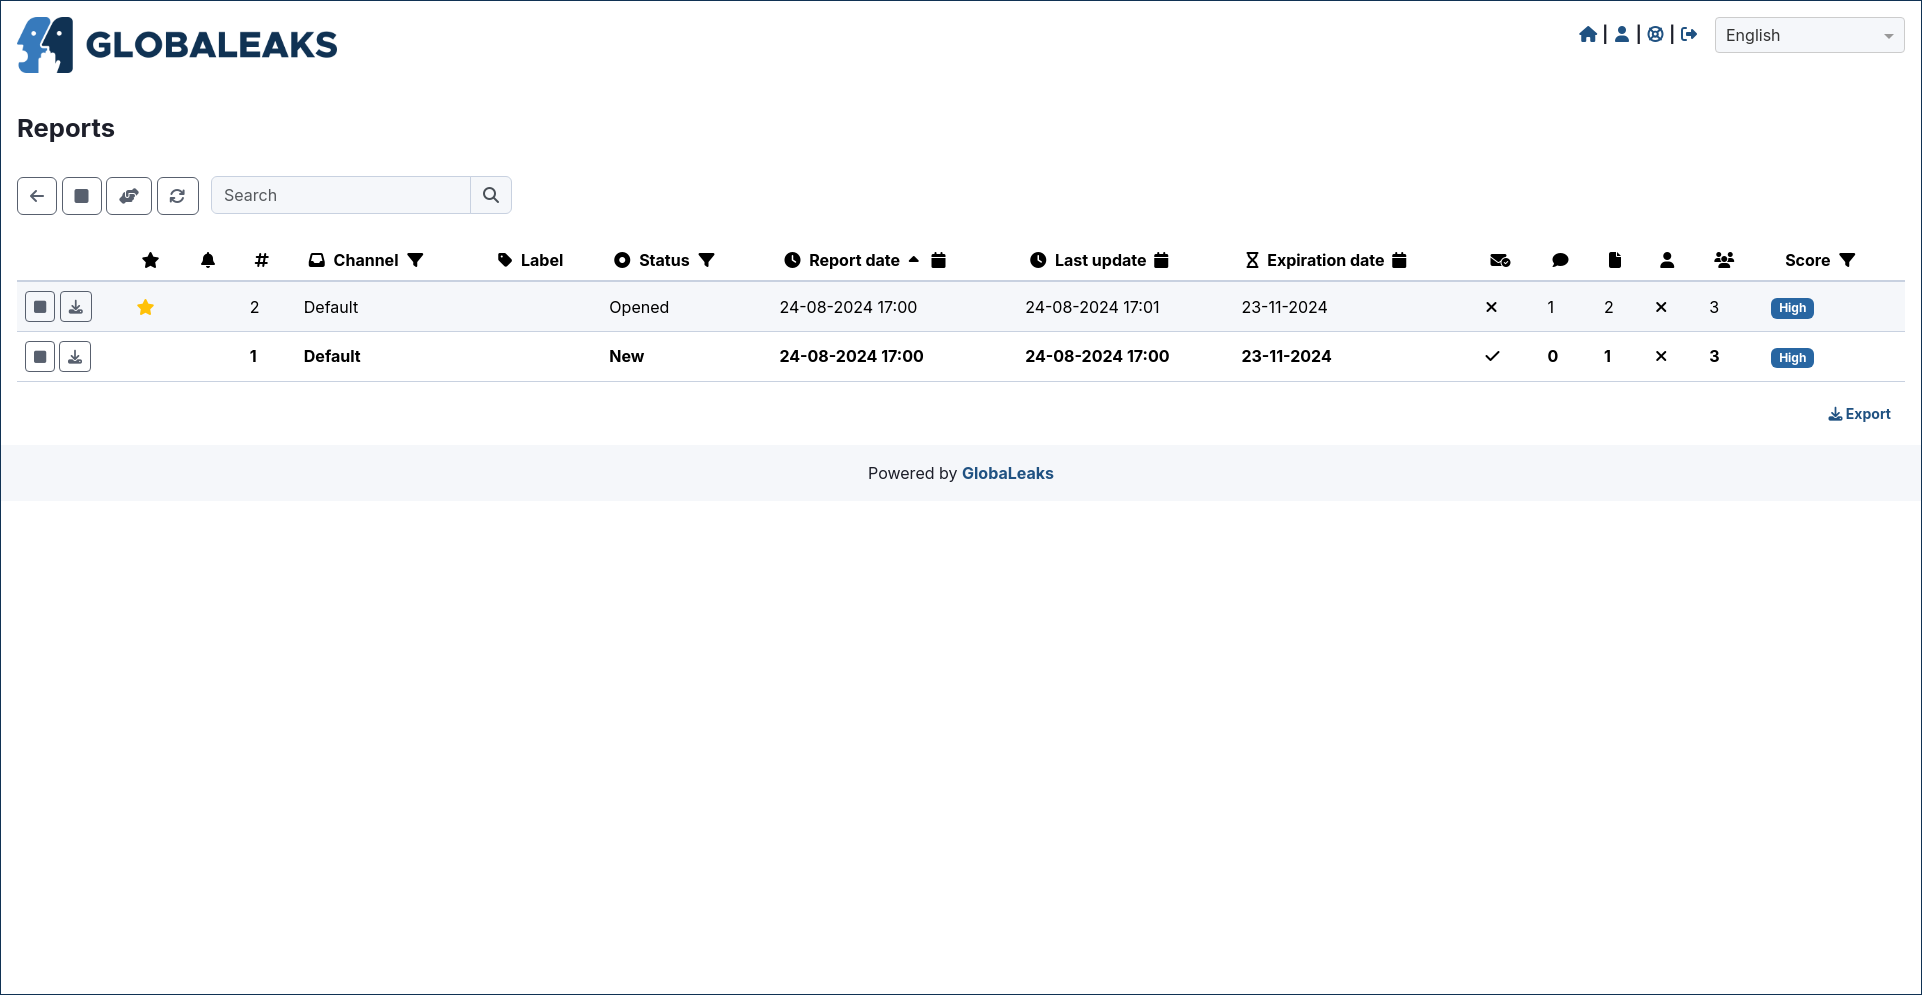 GLOBALEAKS
English
Reports
Search
# Channel Label Status Report date Last update Expiration date Score
2 Default Opened 24-08-2024 17:00 24-08-2024 17:01 23-11-2024 1 2 3 High
1 Default New 24-08-2024 17:00 24-08-2024 17:00 23-11-2024 0 1 3 High
Export
Powered by GlobaLeaks